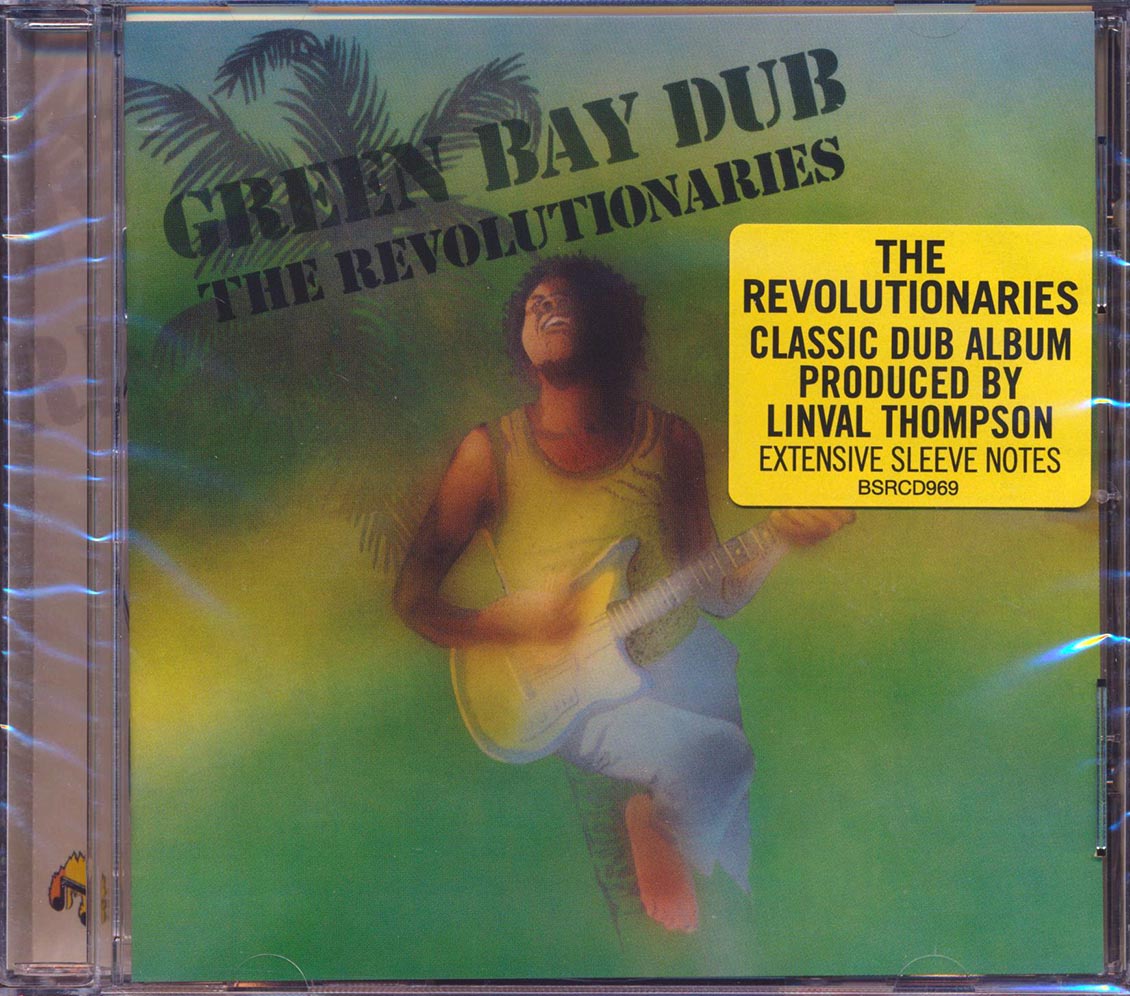 GREEN BAY DUB
THE REVOLUTIONARIES
THE
REVOLUTIONARIES
CLASSIC DUB ALBUM
PRODUCED BY
LINVAL THOMPSON
EXTENSIVE SLEEVE NOTES
BSRCD969